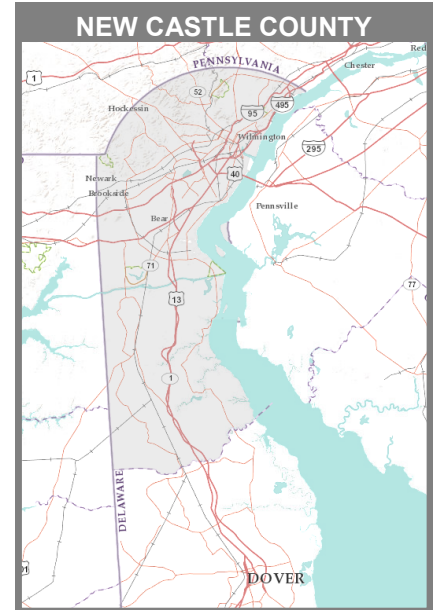 NEW CASTLE COUNTY
PENNSYLVANIA
Red
Chester
1
52
495
Hockessin
95
Wilmington
295
Newark
40
Brookside
Pennsville
Bear
71
77
13
1
DELAWARE
DOVER